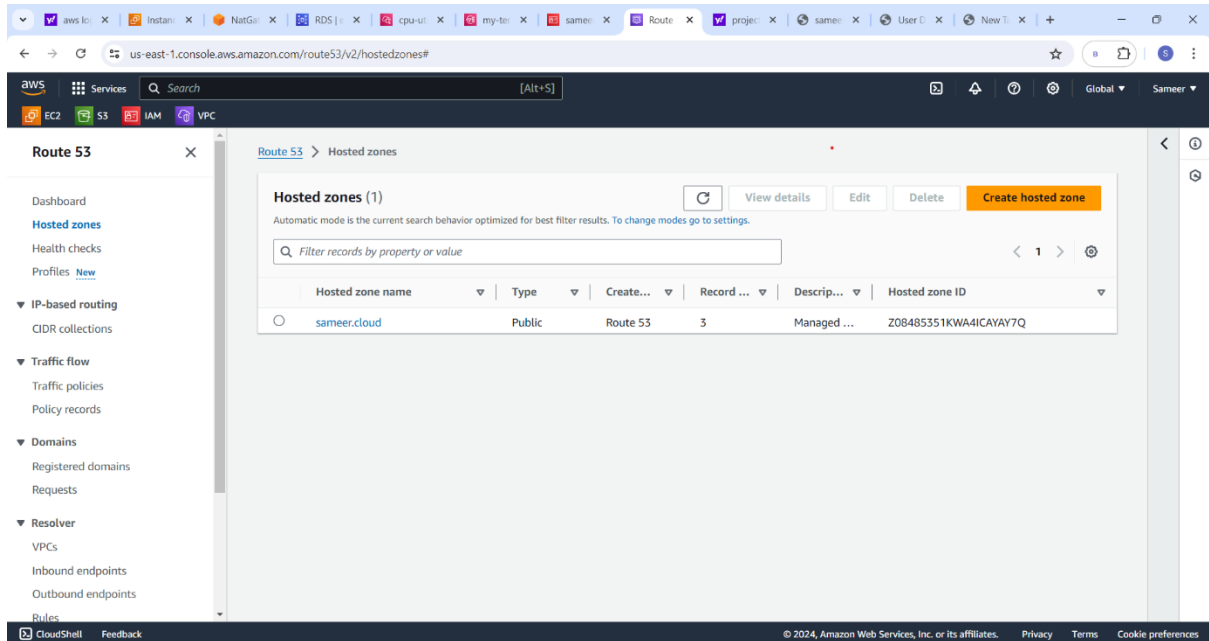 aws lo
Instan
NatGa
RDS |
cpu-ut
my-ter
samee
Route
projec
samee
User D
New T
us-east-1.console.aws.amazon.com/route53/v2/hostedzones#
B
S
aws
Services
Search
[Alt+S]
Global
Sameer
EC2
S3
IAM
VPC
Route 53
Dashboard
Hosted zones
Health checks
Profiles New
IP-based routing
CIDR collections
Traffic flow
Traffic policies
Policy records
Domains
Registered domains
Requests
Resolver
VPCs
Inbound endpoints
Outbound endpoints
Rules
Route 53 > Hosted zones
Hosted zones (1)
View details
Edit
Delete
Create hosted zone
Automatic mode is the current search behavior optimized for best filter results. To change modes go to settings.
Filter records by property or value
1
Hosted zone name
Type
Create...
Record ...
Descrip...
Hosted zone ID
sameer.cloud
Public
Route 53
3
Managed ...
Z08485351KWA4ICAYAY7Q
CloudShell
Feedback
© 2024, Amazon Web Services, Inc. or its affiliates.
Privacy
Terms
Cookie preferences